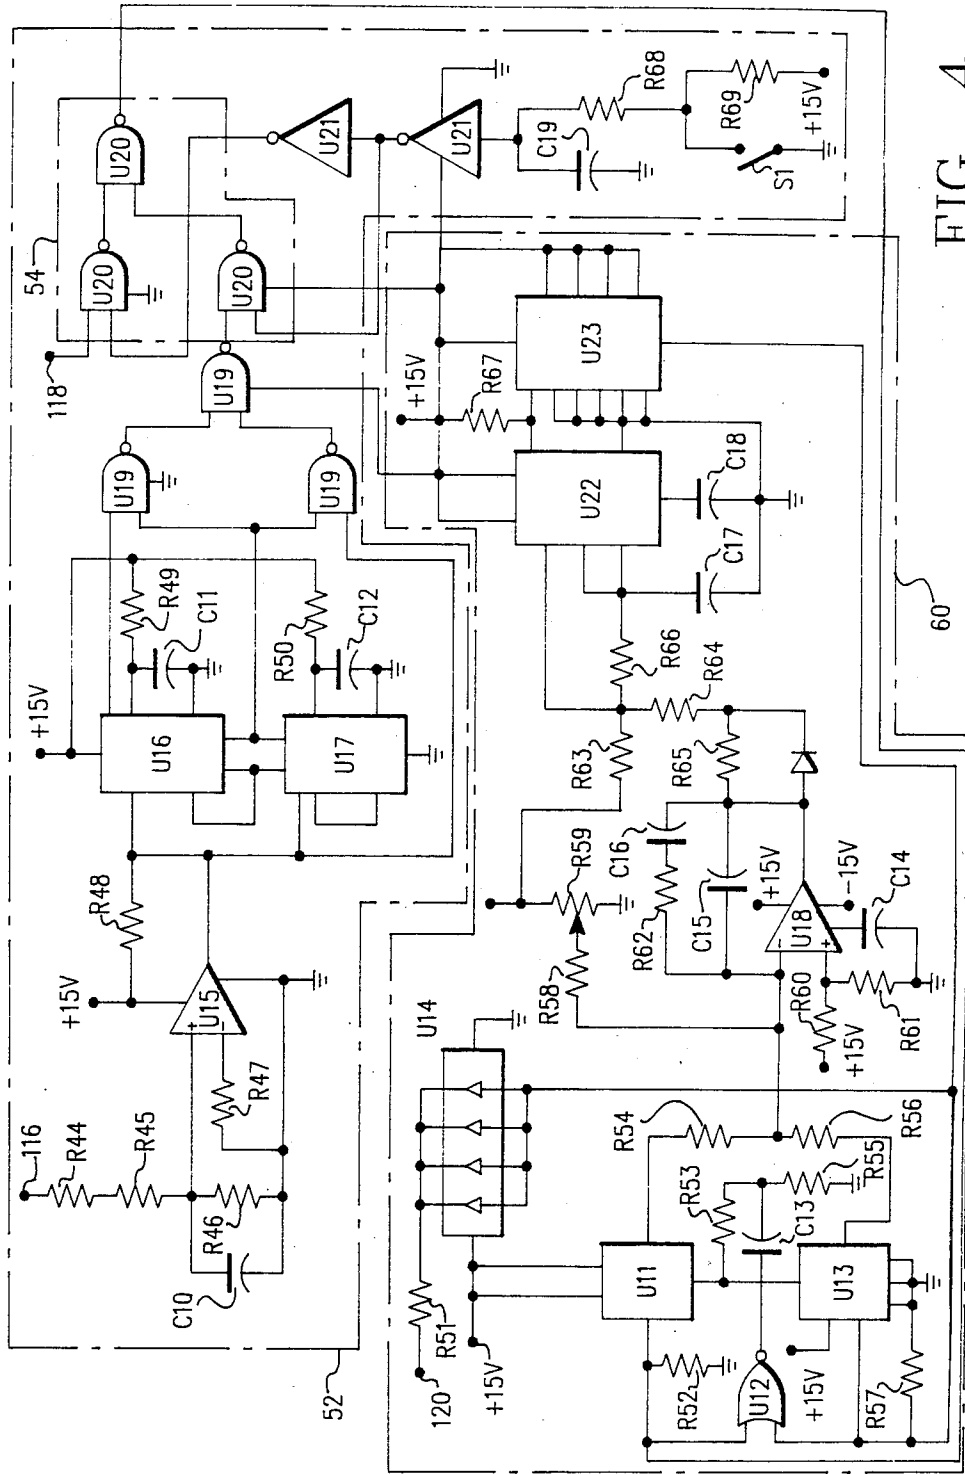 54
118
U20
U20
U20
U21
U21
C19
R68
R69
+15V
S1
FIG. 4
+15V
U19
U19
U19
R49
C11
R50
C12
U16
U17
R48
+15V
U15
+
-
R47
116
R44
R45
R46
C10
52
+15V
R67
U23
U22
C18
C17
60
R66
R64
R63
R65
C16
R59
R62
C15
+15V
-15V
U18
-
+
C14
R58
R60
+15V
R61
U14
R54
R56
R53
R55
C13
R51
120
+15V
U11
U13
R52
U12
+15V
R57